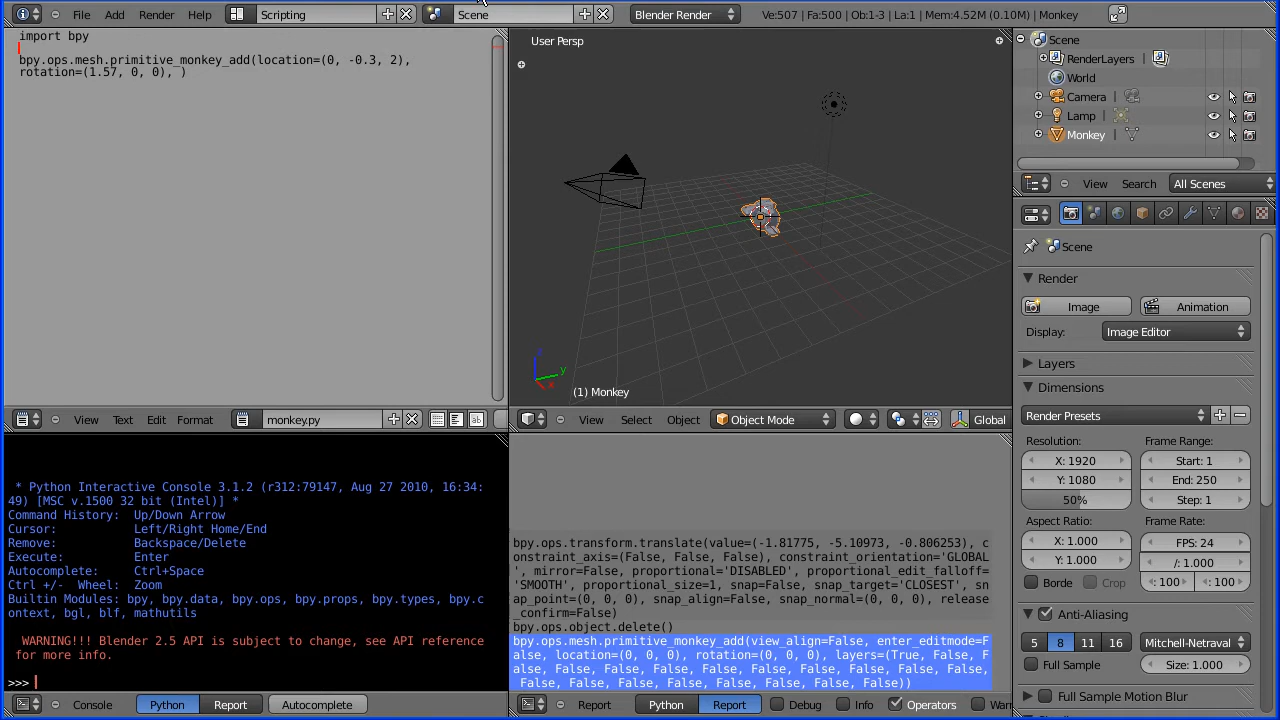 File Add Render Help Scripting Scene Blender Render Ve:507 | Fa:500 | Ob:1-3 | La:1 | Mem:4.52M (0.10M) | Monkey
import bpy
bpy.ops.mesh.primitive_monkey_add(location=(0, -0.3, 2),
rotation=(1.57, 0, 0), )
View Text Edit Format monkey.py
User Persp
z
y
x
(1) Monkey
View Select Object Object Mode Global
* Python Interactive Console 3.1.2 (r312:79147, Aug 27 2010, 16:34:
49) [MSC v.1500 32 bit (Intel)] *
Command History: Up/Down Arrow
Cursor: Left/Right Home/End
Remove: Backspace/Delete
Execute: Enter
Autocomplete: Ctrl+Space
Ctrl +/- Wheel: Zoom
Builtin Modules: bpy, bpy.data, bpy.ops, bpy.props, bpy.types, bpy.c
ontext, bgl, blf, mathutils
WARNING!!! Blender 2.5 API is subject to change, see API reference
for more info.
>>>
Console Python Report Autocomplete
bpy.ops.transform.translate(value=(-1.81775, -5.10973, -0.806253), c
onstraint_axis=(False, False, False), constraint_orientation='GLOBAL
', mirror=False, proportional='DISABLED', proportional_edit_falloff=
'SMOOTH', proportional_size=1, snap=False, snap_target='CLOSEST', sn
ap_point=(0, 0, 0), snap_align=False, snap_normal=(0, 0, 0), release
_confirm=False)
bpy.ops.object.delete()
bpy.ops.mesh.primitive_monkey_add(view_align=False, enter_editmode=F
alse, location=(0, 0, 0), rotation=(0, 0, 0), layers=(True, False, F
alse, False, False, False, False, False, False, False, False, False,
False, False, False, False, False, False, False, False))
Report Python Report Debug Info Operators Wan
Scene
RenderLayers
World
Camera
Lamp
Monkey
View Search All Scenes
Scene
Render
Image Animation
Display: Image Editor
Layers
Dimensions
Render Presets
Resolution: Frame Range:
X: 1920 Start: 1
Y: 1080 End: 250
50% Step: 1
Aspect Ratio: Frame Rate:
X: 1.000 FPS: 24
Y: 1.000 /: 1.000
Borde Crop : 100 : 100
Anti-Aliasing
5 8 11 16 Mitchell-Netraval
Full Sample Size: 1.000
Full Sample Motion Blur